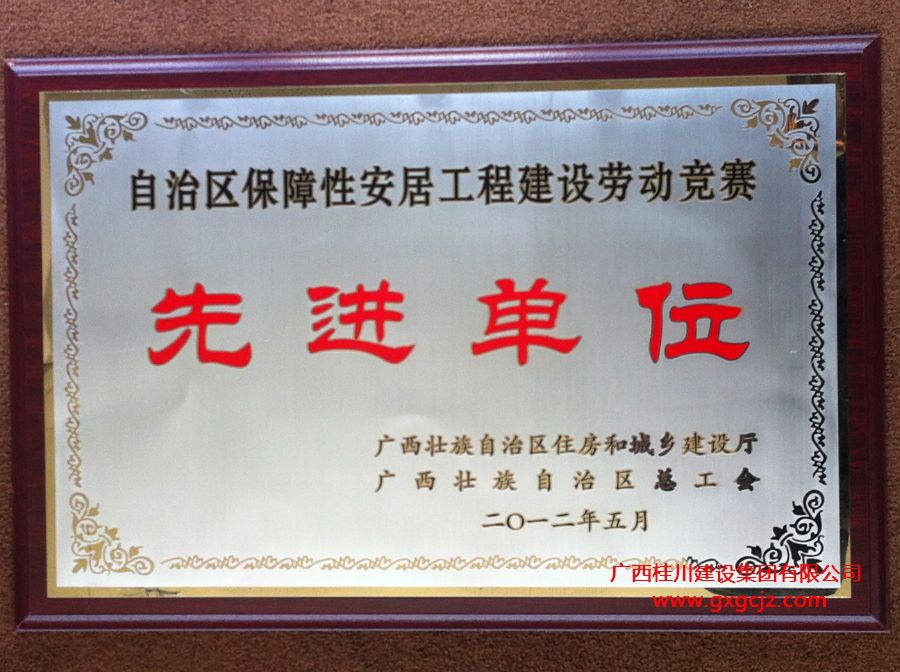 自治区保障性安居工程建设劳动竞赛
先进单位
广西壮族自治区住房和城乡建设厅
广西壮族自治区总工会
二〇一二年五月
广西桂川建设集团有限公司
www.gxgcjz.com